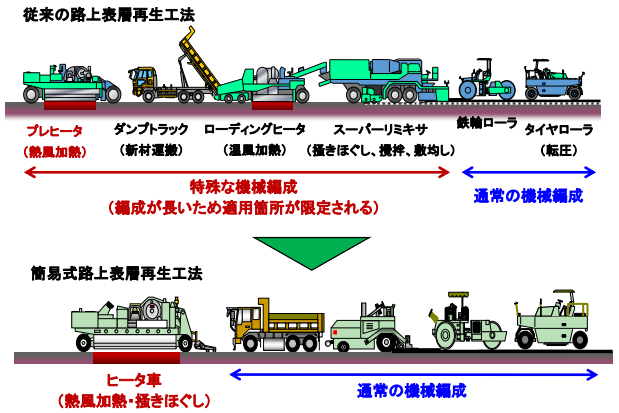 従来の路上表層再生工法
プレヒータ
(熱風加熱)
ダンプトラック
(新材運搬)
ローディングヒータ
(温風加熱)
スーパーリミキサ
(掻きほぐし、攪拌、敷均し)
鉄輪ローラ
タイヤローラ
(転圧)
特殊な機械編成
(編成が長いため適用箇所が限定される)
通常の機械編成
簡易式路上表層再生工法
ヒータ車
(熱風加熱・掻きほぐし)
通常の機械編成